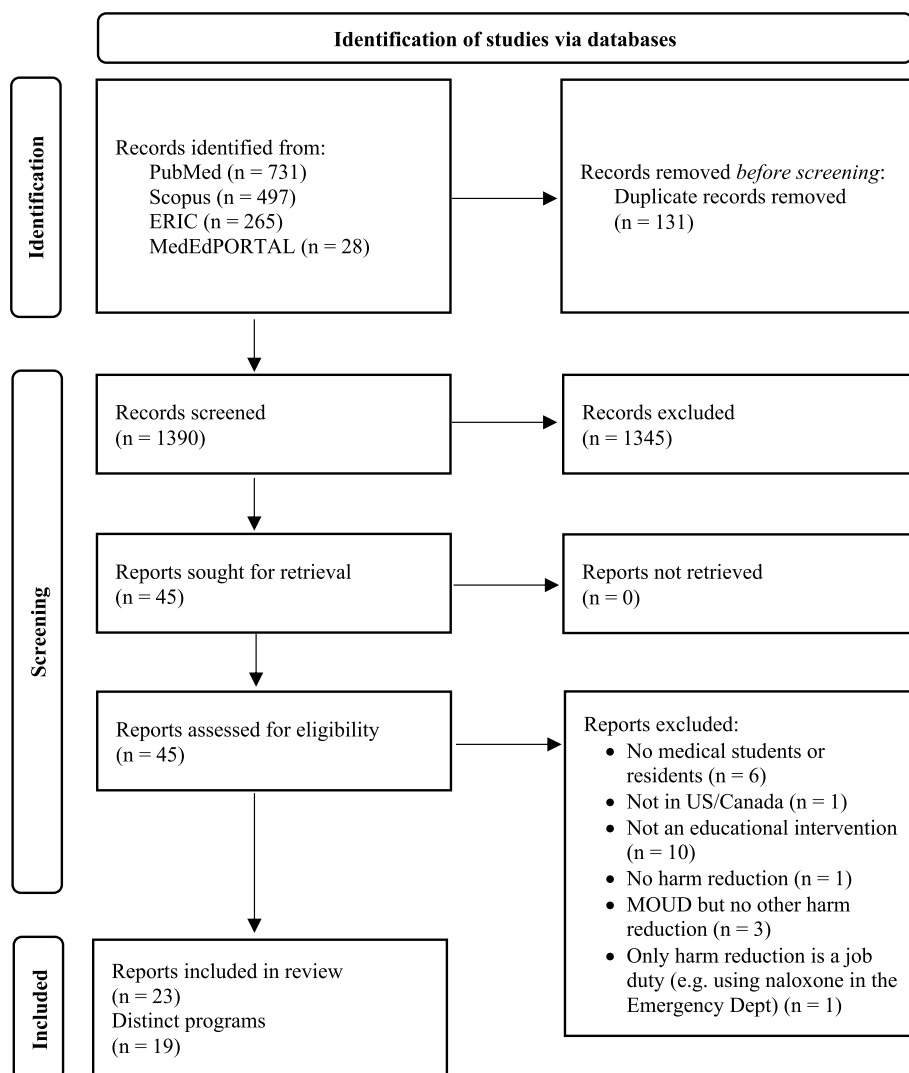 Identification of studies via databases
Identification
Records identified from:
PubMed (n = 731)
Scopus (n = 497)
ERIC (n = 265)
MedEdPORTAL (n = 28)
Records removed before screening:
Duplicate records removed
(n = 131)
Screening
Records screened
(n = 1390)
Records excluded
(n = 1345)
Reports sought for retrieval
(n = 45)
Reports not retrieved
(n = 0)
Reports assessed for eligibility
(n = 45)
Reports excluded:
• No medical students or
residents (n = 6)
• Not in US/Canada (n = 1)
• Not an educational intervention
(n = 10)
• No harm reduction (n = 1)
• MOUD but no other harm
reduction (n = 3)
• Only harm reduction is a job
duty (e.g. using naloxone in the
Emergency Dept) (n = 1)
Included
Reports included in review
(n = 23)
Distinct programs
(n = 19)